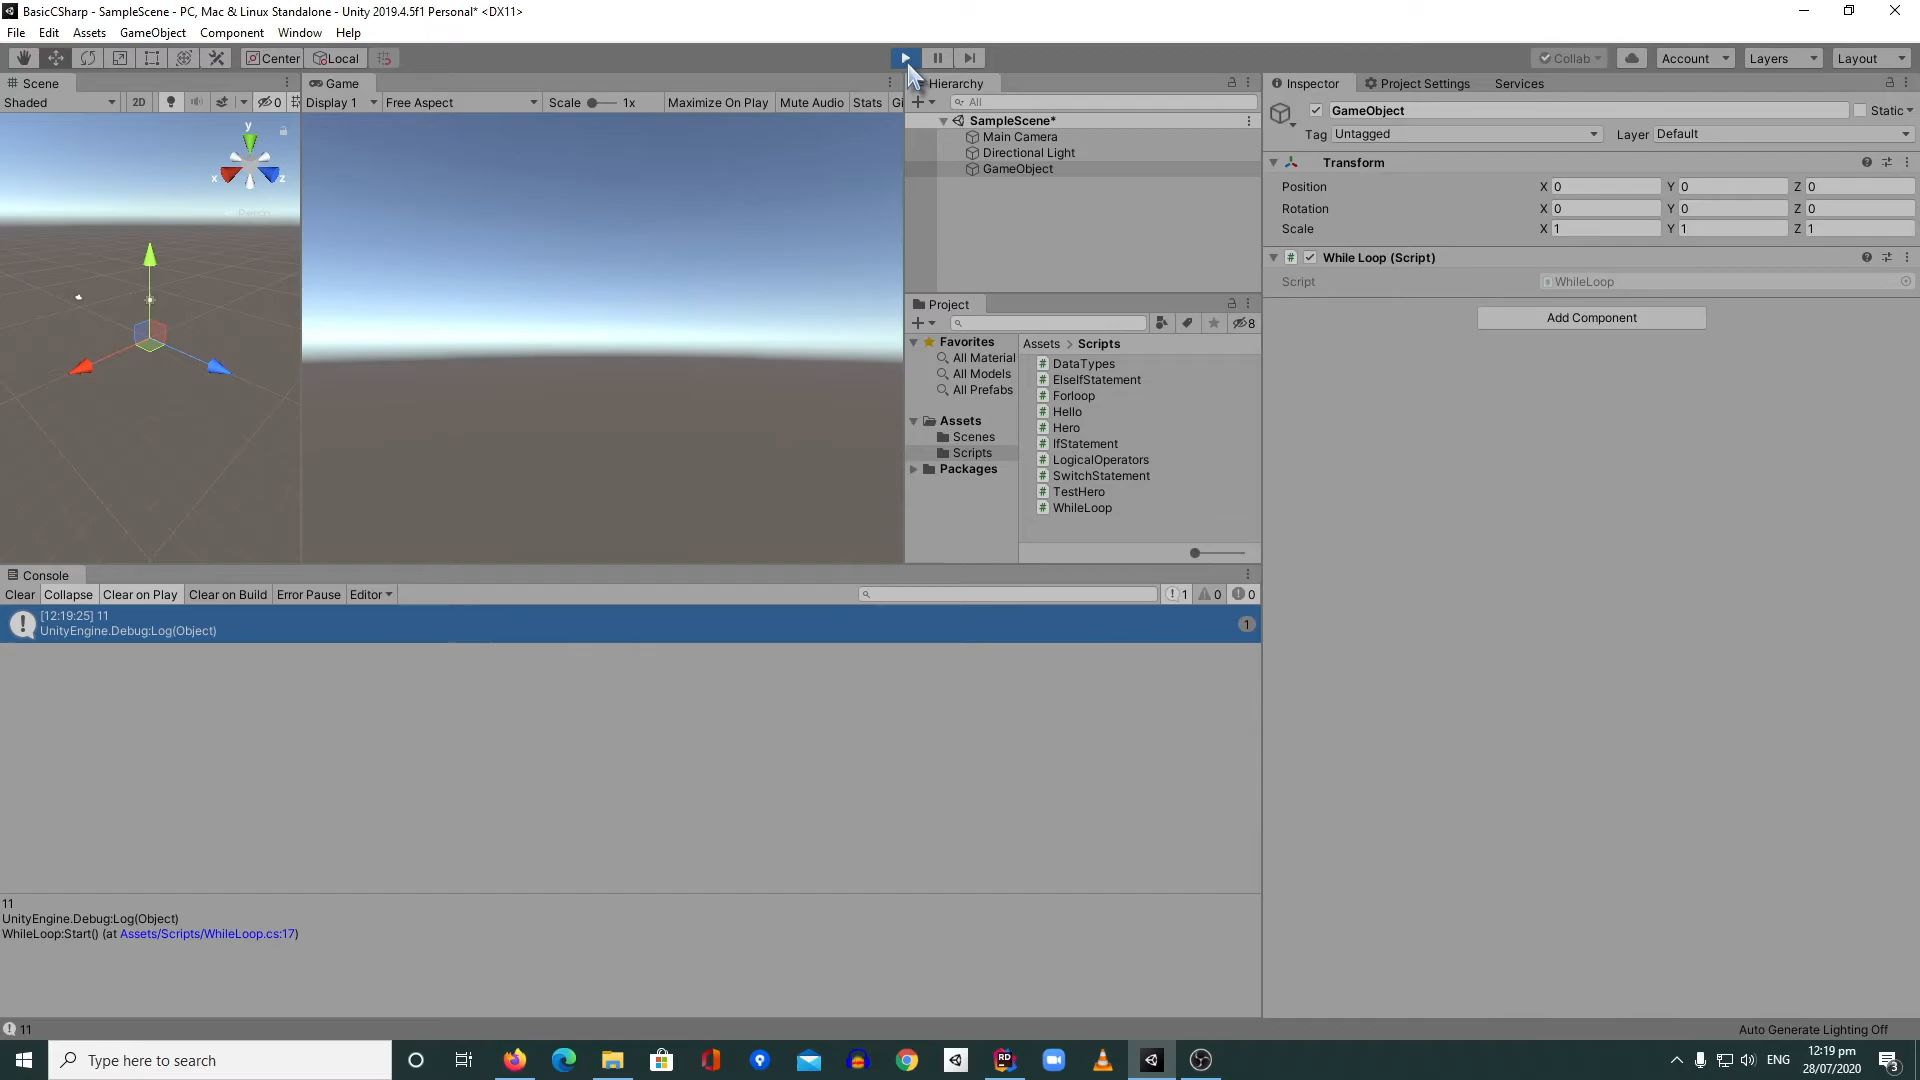 BasicCSharp - SampleScene - PC, Mac & Linux Standalone - Unity 2019.4.5f1 Personal* <DX11>
File Edit Assets GameObject Component Window Help
Center Local Collab Account Layers Layout
Scene
Shaded 2D 0
y
x z
Persp
Game
Display 1 Free Aspect Scale 1x Maximize On Play Mute Audio Stats Gi
Hierarchy
All
SampleScene*
Main Camera
Directional Light
GameObject
Project
8
Favorites
All Material
All Models
All Prefabs
Assets
Scenes
Scripts
Packages
Assets > Scripts
DataTypes
ElseIfStatement
Forloop
Hello
Hero
IfStatement
LogicalOperators
SwitchStatement
TestHero
WhileLoop
Inspector Project Settings Services
GameObject Static
Tag Untagged Layer Default
Transform
Position X 0 Y 0 Z 0
Rotation X 0 Y 0 Z 0
Scale X 1 Y 1 Z 1
# While Loop (Script)
Script WhileLoop
Add Component
Console
Clear Collapse Clear on Play Clear on Build Error Pause Editor 1 0 0
[12:19:25] 11
UnityEngine.Debug:Log(Object)
1
11
UnityEngine.Debug:Log(Object)
WhileLoop:Start() (at Assets/Scripts/WhileLoop.cs:17)
11
Auto Generate Lighting Off
Type here to search
RD
ENG
12:19 pm
28/07/2020
3